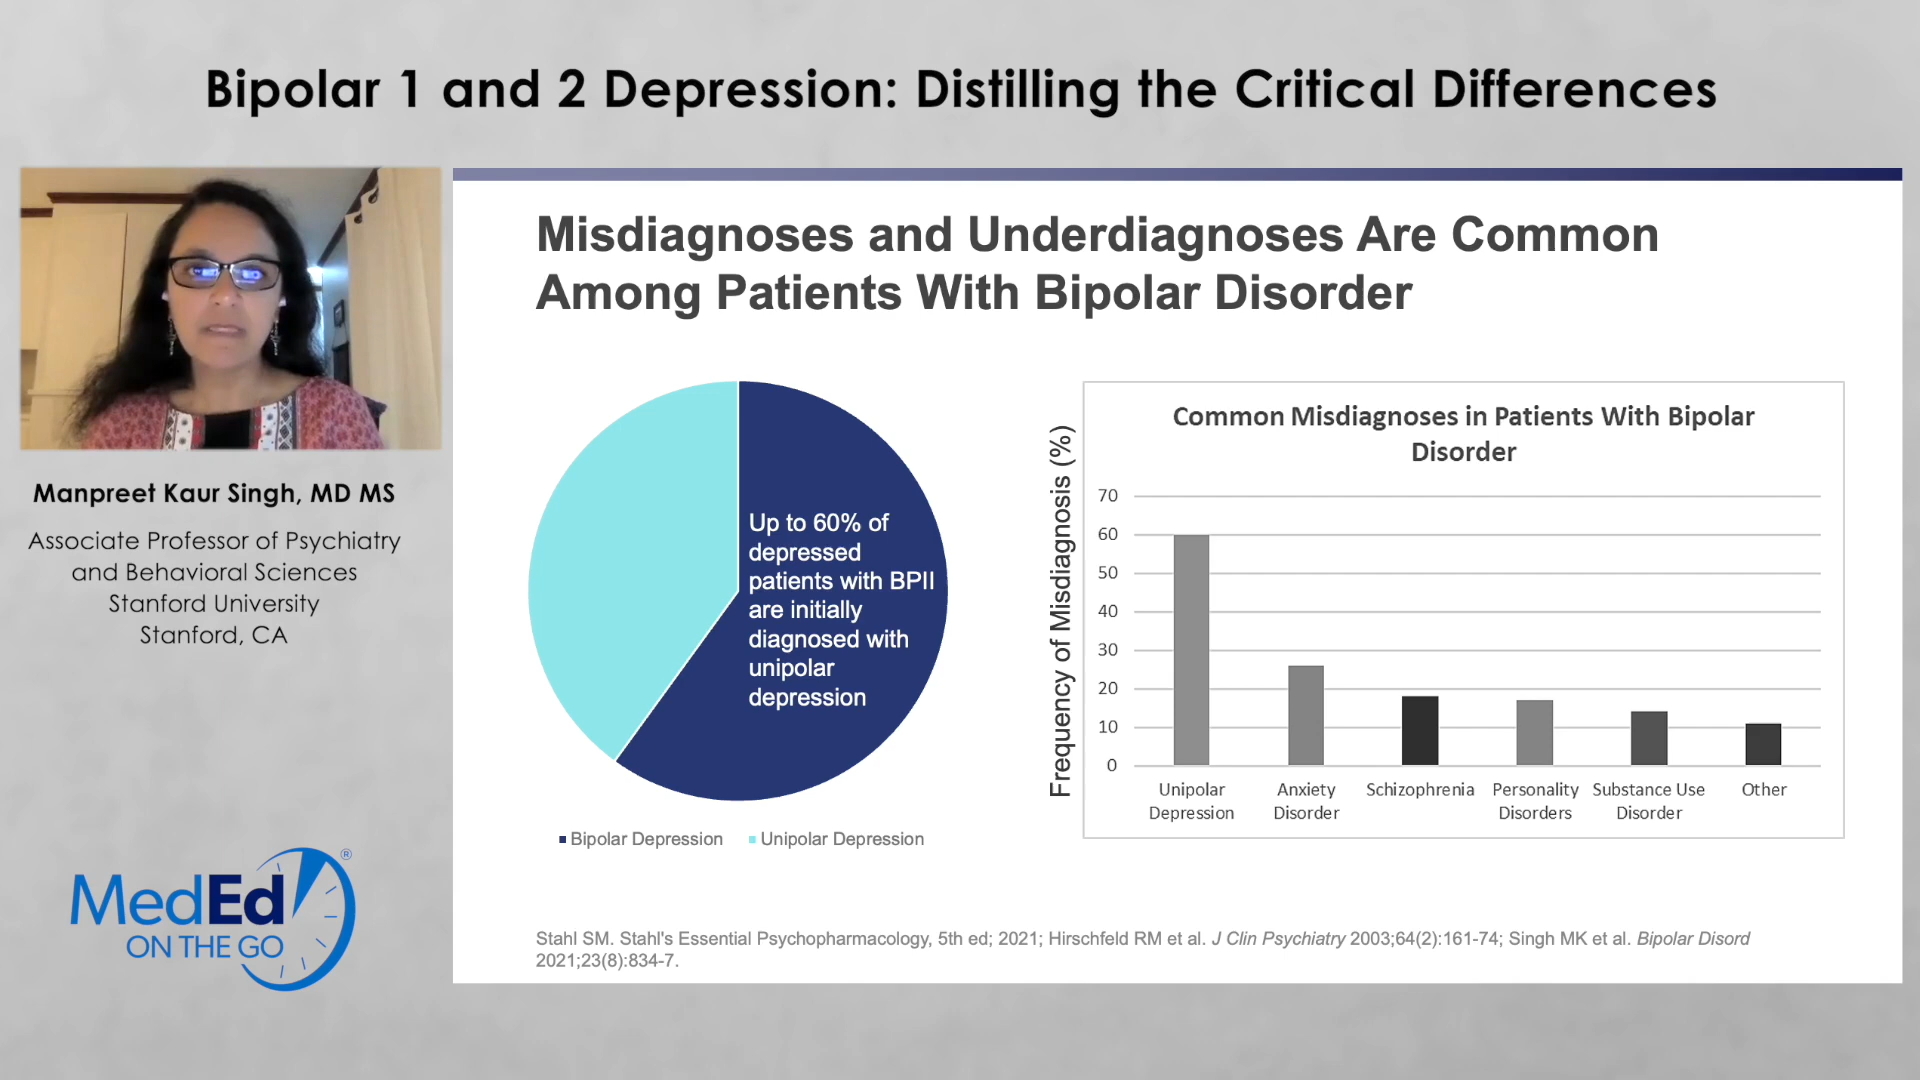 Bipolar 1 and 2 Depression: Distilling the Critical Differences
Manpreet Kaur Singh, MD MS
Associate Professor of Psychiatry
and Behavioral Sciences
Stanford University
Stanford, CA
MedEd®
ON THE GO
Misdiagnoses and Underdiagnoses Are Common
Among Patients With Bipolar Disorder
Up to 60% of
depressed
patients with BPII
are initially
diagnosed with
unipolar
depression
Bipolar Depression
Unipolar Depression
Common Misdiagnoses in Patients With Bipolar
Disorder
Frequency of Misdiagnosis (%)
70
60
50
40
30
20
10
0
Unipolar
Depression
Anxiety
Disorder
Schizophrenia
Personality
Disorders
Substance Use
Disorder
Other
Stahl SM. Stahl's Essential Psychopharmacology, 5th ed; 2021; Hirschfeld RM et al. J Clin Psychiatry 2003;64(2):161-74; Singh MK et al. Bipolar Disord
2021;23(8):834-7.